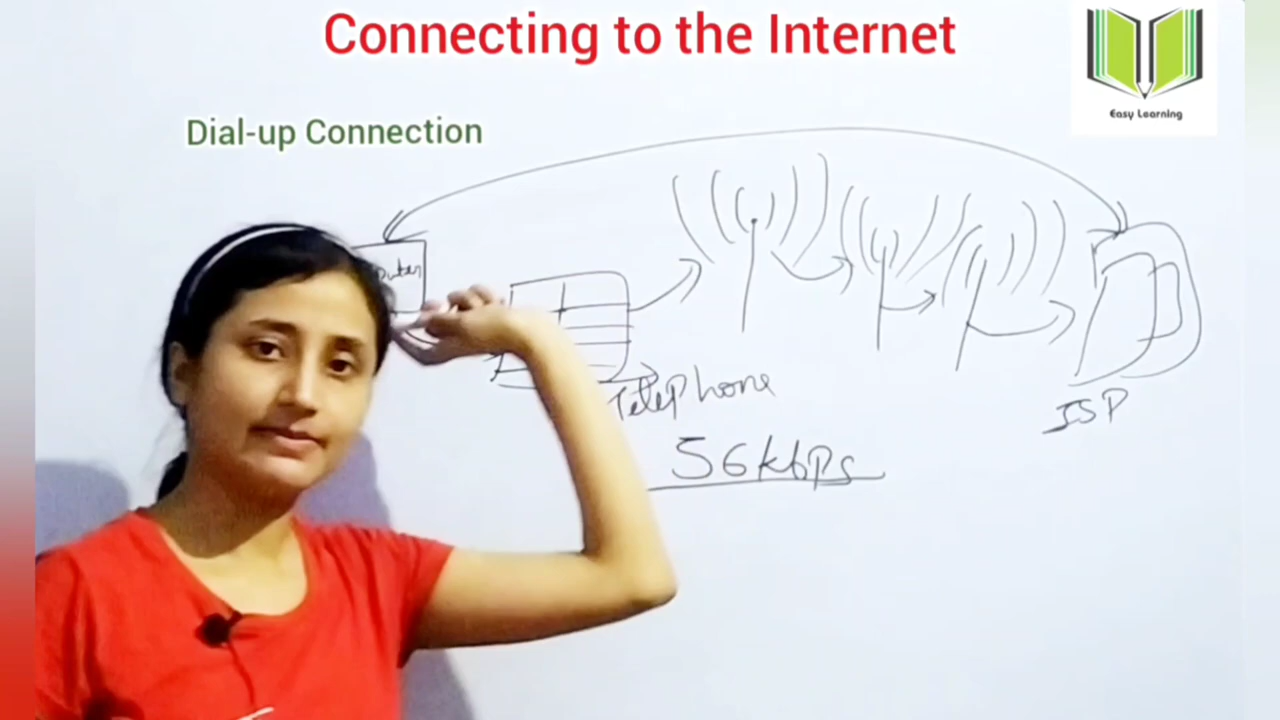 Connecting to the Internet
Easy Learning
Dial-up Connection
Telephone
ISP
56kbps